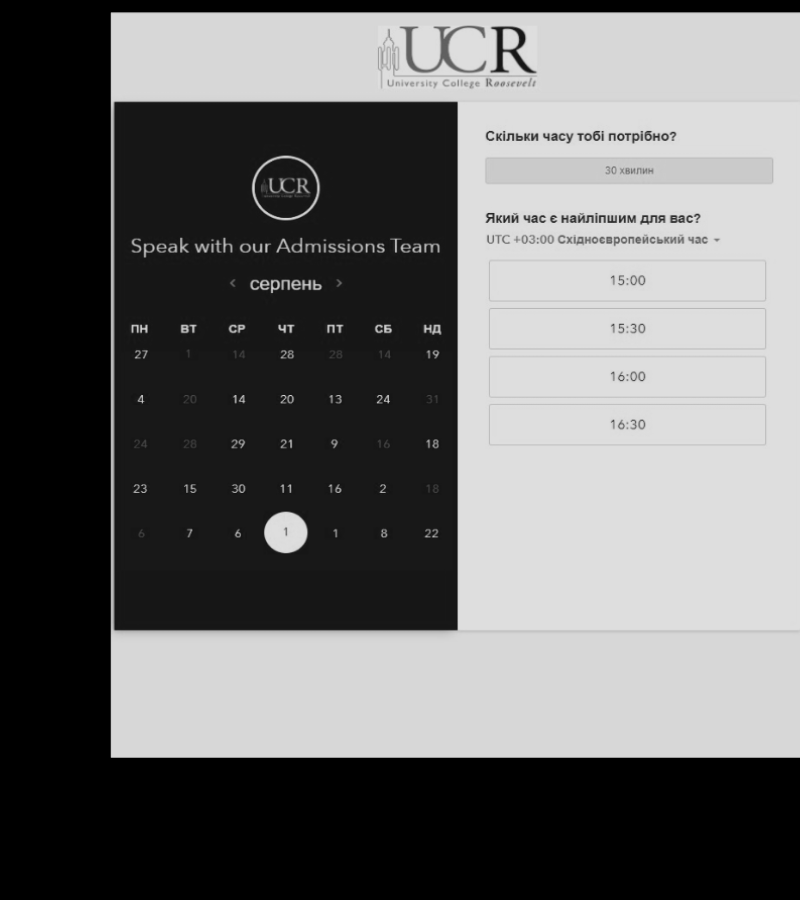 UCR
University College Roosevelt
UCR
Speak with our Admissions Team
< серпень >
ПН ВТ СР ЧТ ПТ СБ НД
27 1 14 28 28 14 19
4 20 14 20 13 24 31
24 28 29 21 9 16 18
23 15 30 11 16 2 18
6 7 6 1 1 8 22
Скільки часу тобі потрібно?
30 хвилин
Який час є найліпшим для вас?
UTC +03:00 Східноєвропейський час
15:00
15:30
16:00
16:30